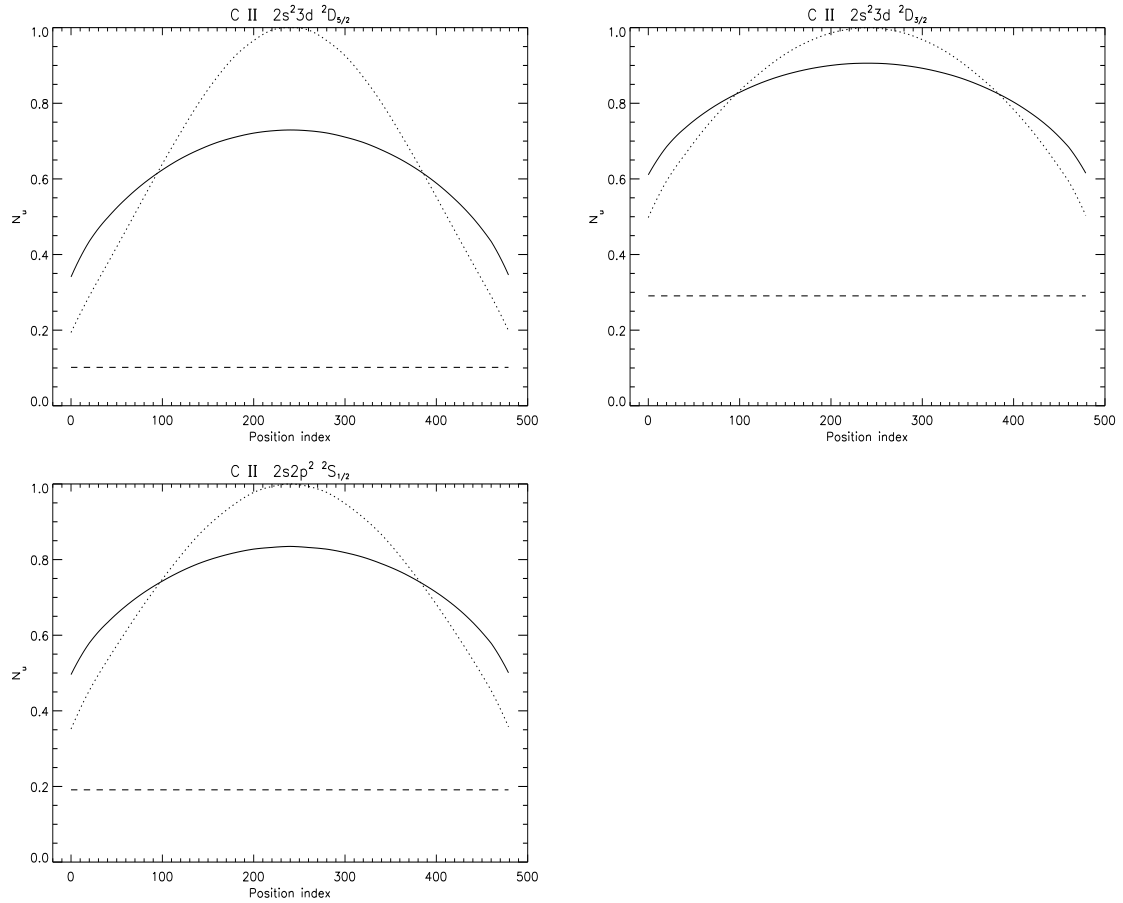 C II 2s²3d ²D₅/₂
1.0
0.8
0.6
0.4
0.2
0.0
Nᵤ
0 100 200 300 400 500
Position index
C II 2s²3d ²D₃/₂
1.0
0.8
0.6
0.4
0.2
0.0
Nᵤ
0 100 200 300 400 500
Position index
C II 2s2p² ²S₁/₂
1.0
0.8
0.6
0.4
0.2
0.0
Nᵤ
0 100 200 300 400 500
Position index